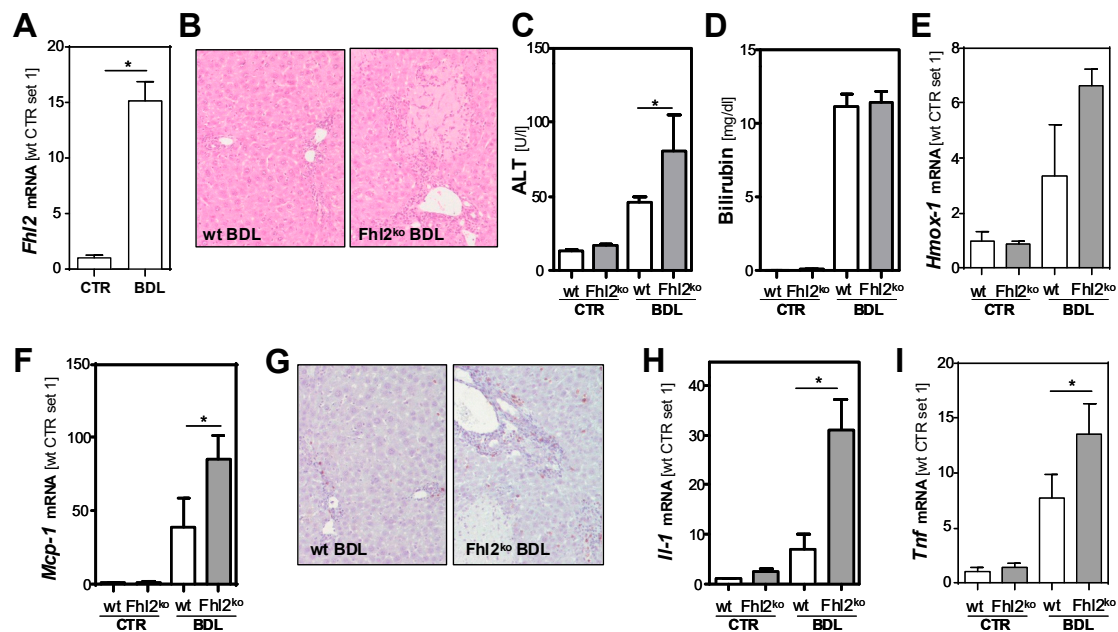 A
Fhl2 mRNA [wt CTR set 1]
20
15
10
5
0
*
CTR BDL
B
wt BDL
Fhl2ko BDL
C
ALT [U/l]
150
100
50
0
*
wt Fhl2ko wt Fhl2ko
CTR BDL
D
Bilirubin [mg/dl]
15
10
5
0
wt Fhl2ko wt Fhl2ko
CTR BDL
E
Hmox-1 mRNA [wt CTR set 1]
8
6
4
2
0
wt Fhl2ko wt Fhl2ko
CTR BDL
F
Mcp-1 mRNA [wt CTR set 1]
150
100
50
0
*
wt Fhl2ko wt Fhl2ko
CTR BDL
G
wt BDL
Fhl2ko BDL
H
Il-1 mRNA [wt CTR set 1]
40
30
20
10
0
*
wt Fhl2ko wt Fhl2ko
CTR BDL
I
Tnf mRNA [wt CTR set 1]
20
15
10
5
0
*
wt Fhl2ko wt Fhl2ko
CTR BDL